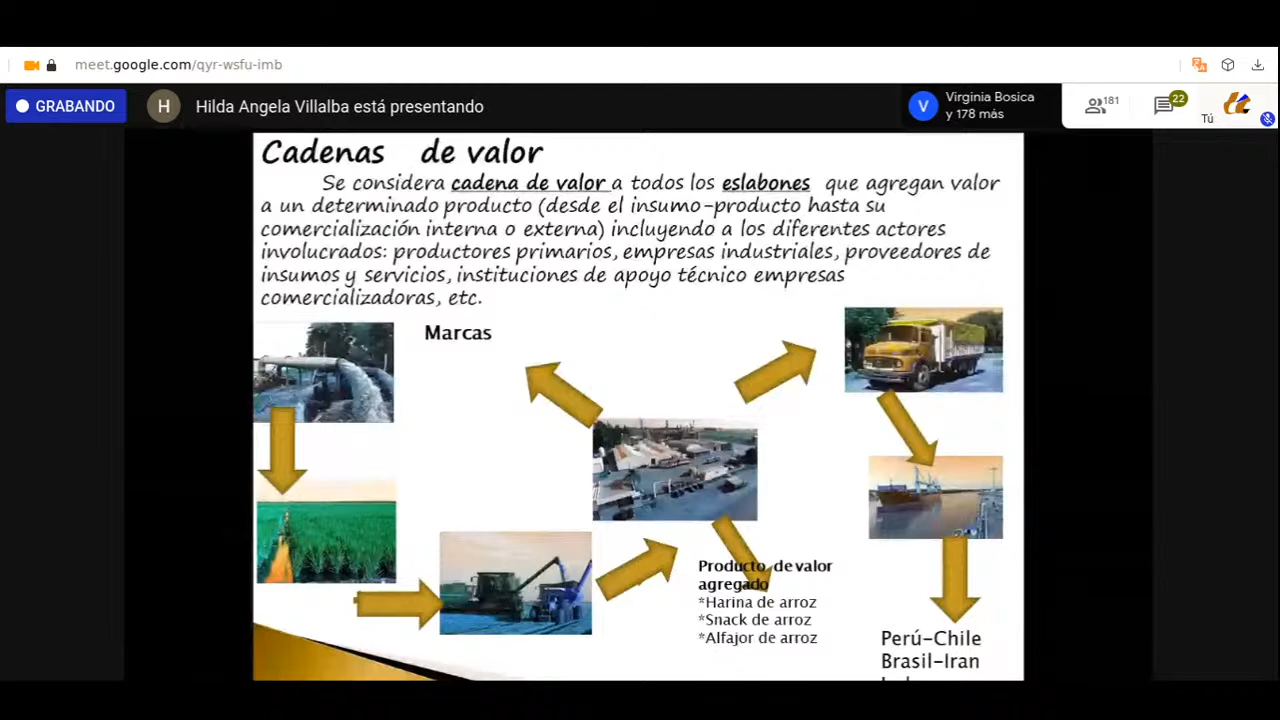 meet.google.com/qyr-wsfu-imb
GRABANDO
H
Hilda Angela Villalba está presentando
V
Virginia Bosica
y 178 más
181
22
Tú
Cadenas de valor
Se considera cadena de valor a todos los eslabones que agregan valor
a un determinado producto (desde el insumo-producto hasta su
comercialización interna o externa) incluyendo a los diferentes actores
involucrados: productores primarios, empresas industriales, proveedores de
insumos y servicios, instituciones de apoyo técnico empresas
comercializadoras, etc.
Marcas
Producto de valor
agregado
*Harina de arroz
*Snack de arroz
*Alfajor de arroz
Perú-Chile
Brasil-Iran